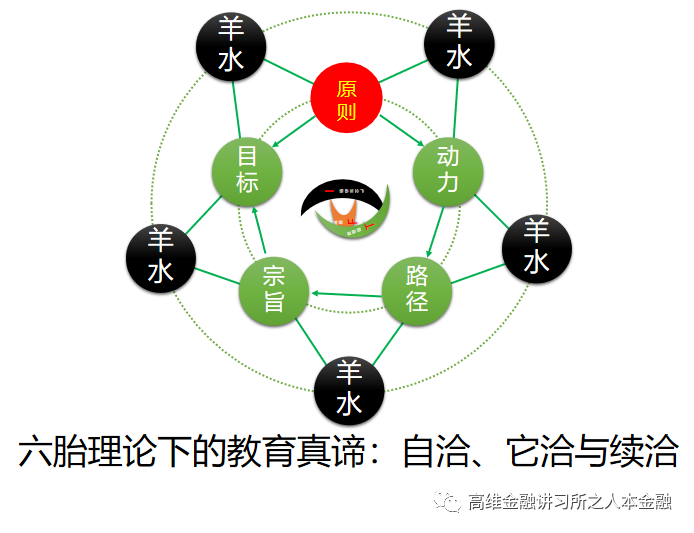 羊
水
羊
水
原
则
目
标
动
力
羊
水
羊
水
宗
旨
路
径
羊
水
六胎理论下的教育真谛：自洽、它洽与续洽
高维金融讲习所之人本金融